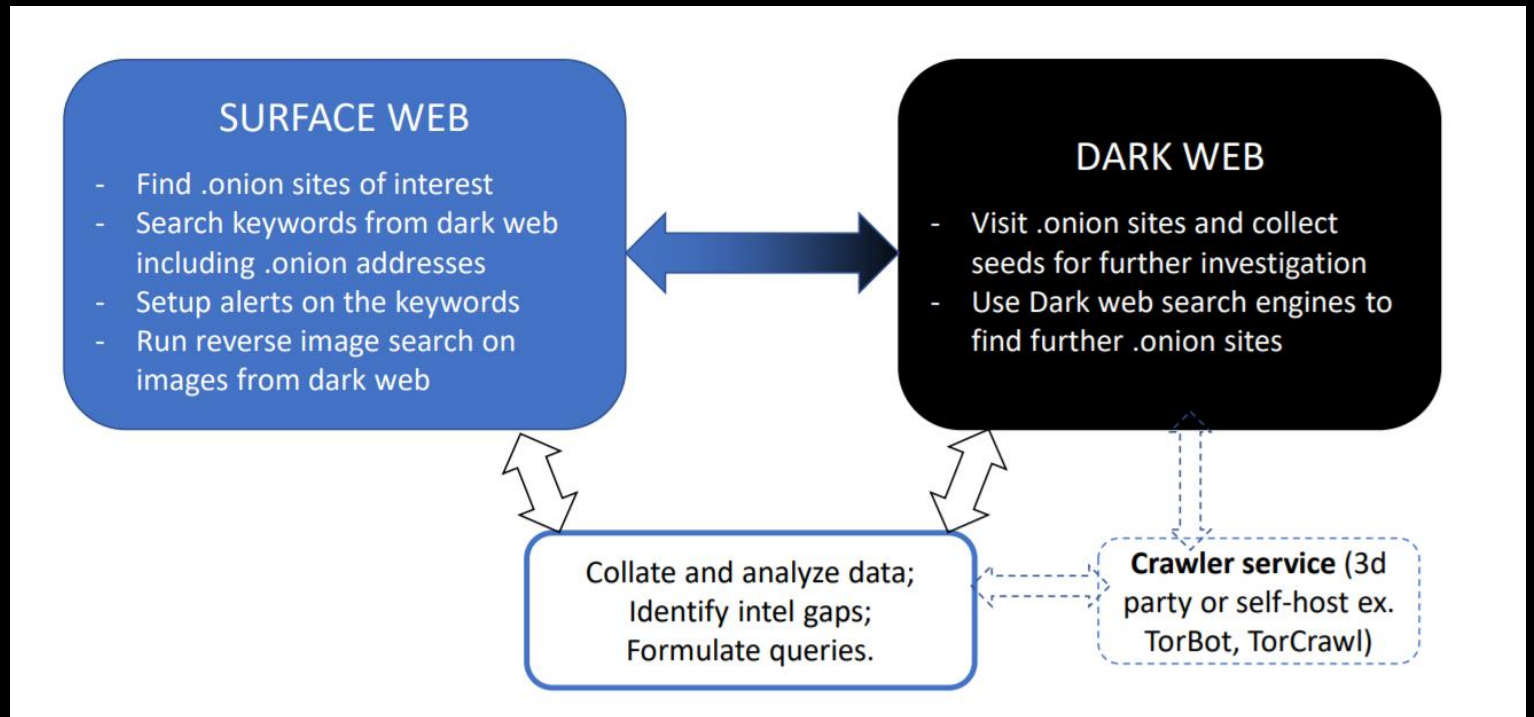 SURFACE WEB
- Find .onion sites of interest
- Search keywords from dark web
including .onion addresses
- Setup alerts on the keywords
- Run reverse image search on
images from dark web
DARK WEB
- Visit .onion sites and collect
seeds for further investigation
- Use Dark web search engines to
find further .onion sites
Collate and analyze data;
Identify intel gaps;
Formulate queries.
Crawler service (3d
party or self-host ex.
TorBot, TorCrawl)